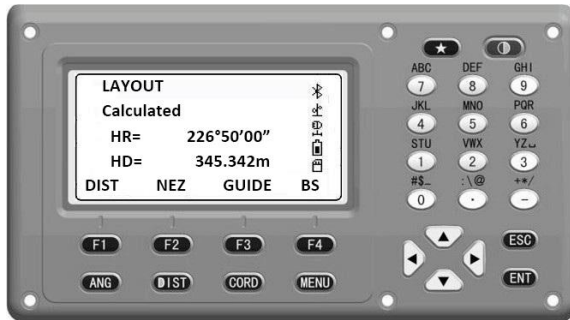 ★
ABC DEF GHI
7 8 9
LAYOUT
Calculated
JKL MNO PQR
4 5 6
HR= 226°50'00”
HD= 345.342m
STU VWX YZ␣
1 2 3
DIST NEZ GUIDE BS
#$_ :\@ +*/
0 . -
F1 F2 F3 F4
ESC
ANG DIST CORD MENU
ENT